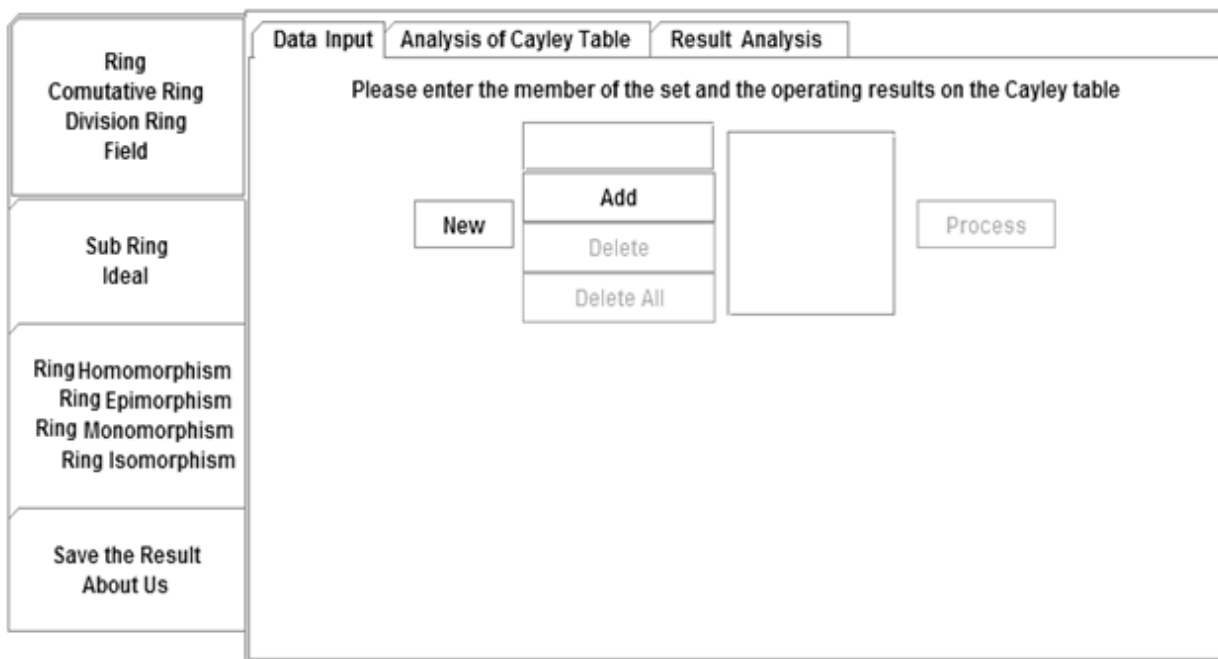 Ring
Comutative Ring
Division Ring
Field
Sub Ring
Ideal
Ring Homomorphism
Ring Epimorphism
Ring Monomorphism
Ring Isomorphism
Save the Result
About Us
Data Input
Analysis of Cayley Table
Result Analysis
Please enter the member of the set and the operating results on the Cayley table
New
Add
Delete
Delete All
Process